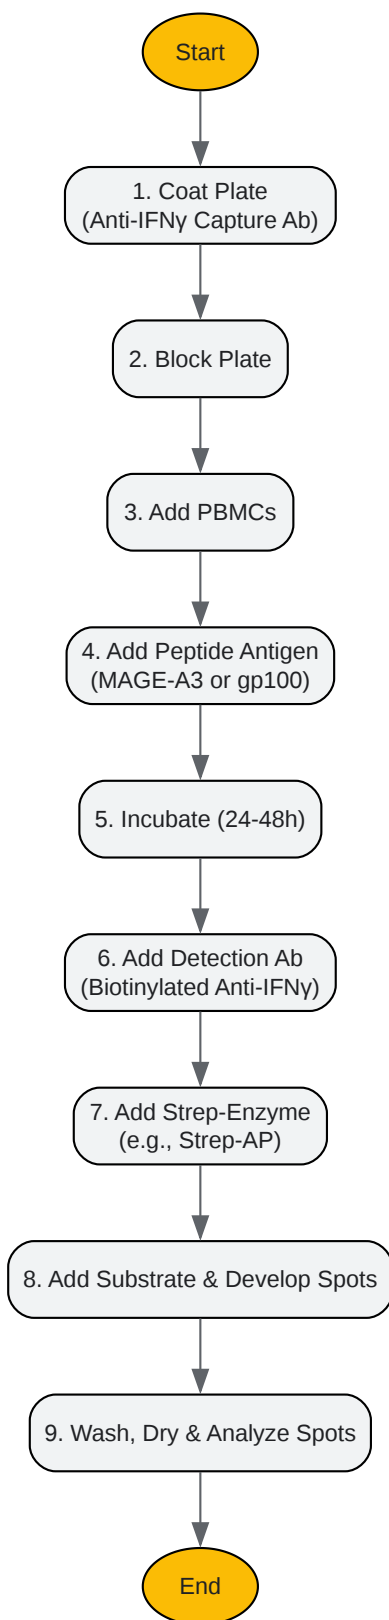 Start
1. Coat Plate
(Anti-IFNγ Capture Ab)
2. Block Plate
3. Add PBMCs
4. Add Peptide Antigen
(MAGE-A3 or gp100)
5. Incubate (24-48h)
6. Add Detection Ab
(Biotinylated Anti-IFNγ)
7. Add Strep-Enzyme
(e.g., Strep-AP)
8. Add Substrate & Develop Spots
9. Wash, Dry & Analyze Spots
End